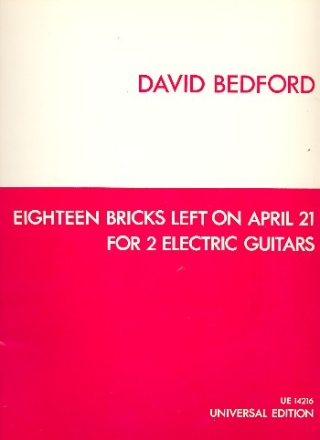 DAVID BEDFORD
EIGHTEEN BRICKS LEFT ON APRIL 21
FOR 2 ELECTRIC GUITARS
UE 14216
UNIVERSAL EDITION